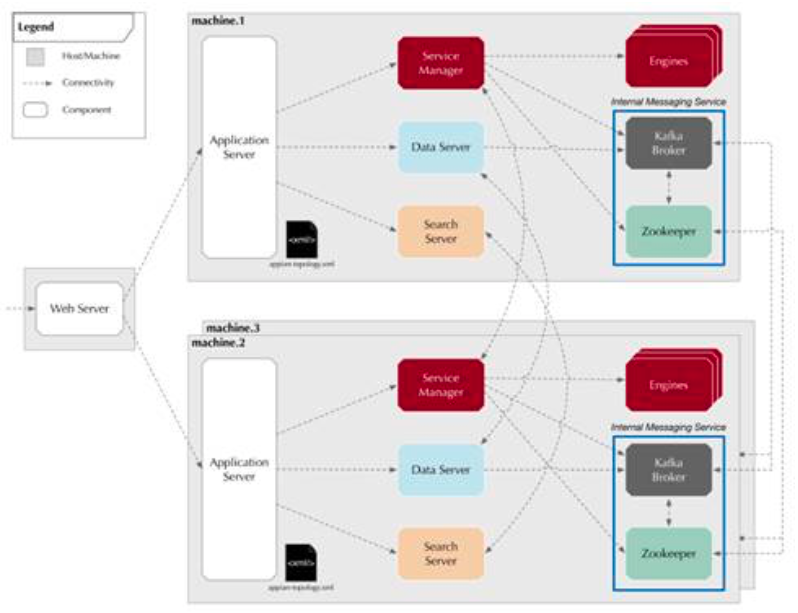 Legend
Host/Machine
Connectivity
Component
machine.1
Application
Server
Service
Manager
Engines
Internal Messaging Service
Data Server
Kafka
Broker
Search
Server
Zookeeper
<xml/>
appian-topology.xml
Web Server
machine.3
machine.2
Application
Server
Service
Manager
Engines
Internal Messaging Service
Data Server
Kafka
Broker
Search
Server
Zookeeper
<xml/>
appian-topology.xml